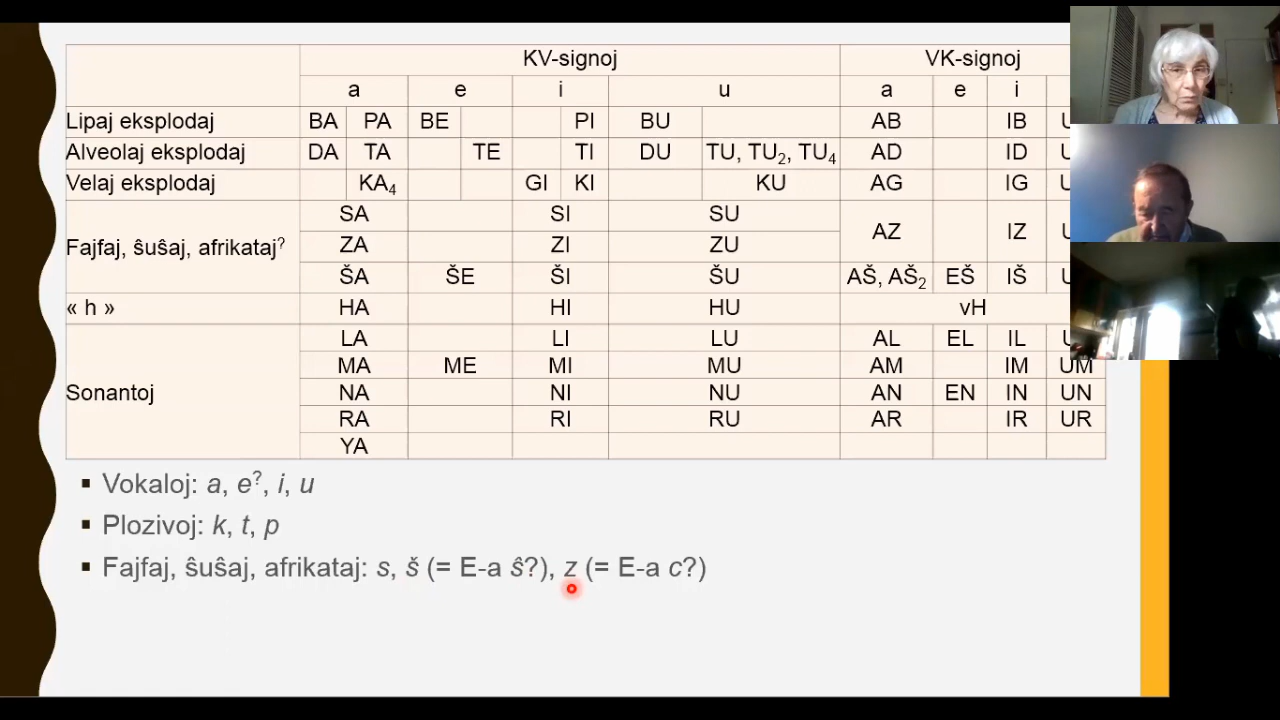 KV-signoj VK-signoj
a e i u a e i
Lipaj eksplodaj BA PA BE PI BU AB IB
Alveolaj eksplodaj DA TA TE TI DU TU, TU₂, TU₄ AD ID
Velaj eksplodaj KA₄ GI KI KU AG IG
SA SI SU
Fajfaj, ŝuŝaj, afrikataj? ZA ZI ZU AZ IZ
ŠA ŠE ŠI ŠU AŠ, AŠ₂ EŠ IŠ
« h » HA HI HU vH
LA LI LU AL EL IL
MA ME MI MU AM IM UM
Sonantoj NA NI NU AN EN IN UN
RA RI RU AR IR UR
YA
▪ Vokaloj: a, e?, i, u
▪ Plozivoj: k, t, p
▪ Fajfaj, ŝuŝaj, afrikataj: s, š (= E-a ŝ?), z (= E-a c?)